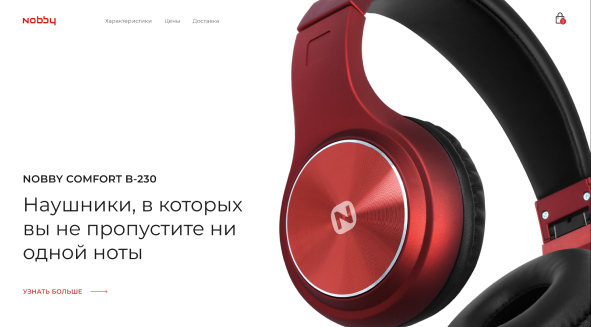 nobby
Характеристики Цены Доставка
NOBBY COMFORT B-230
Наушники, в которых
вы не пропустите ни
одной ноты
УЗНАТЬ БОЛЬШЕ
N